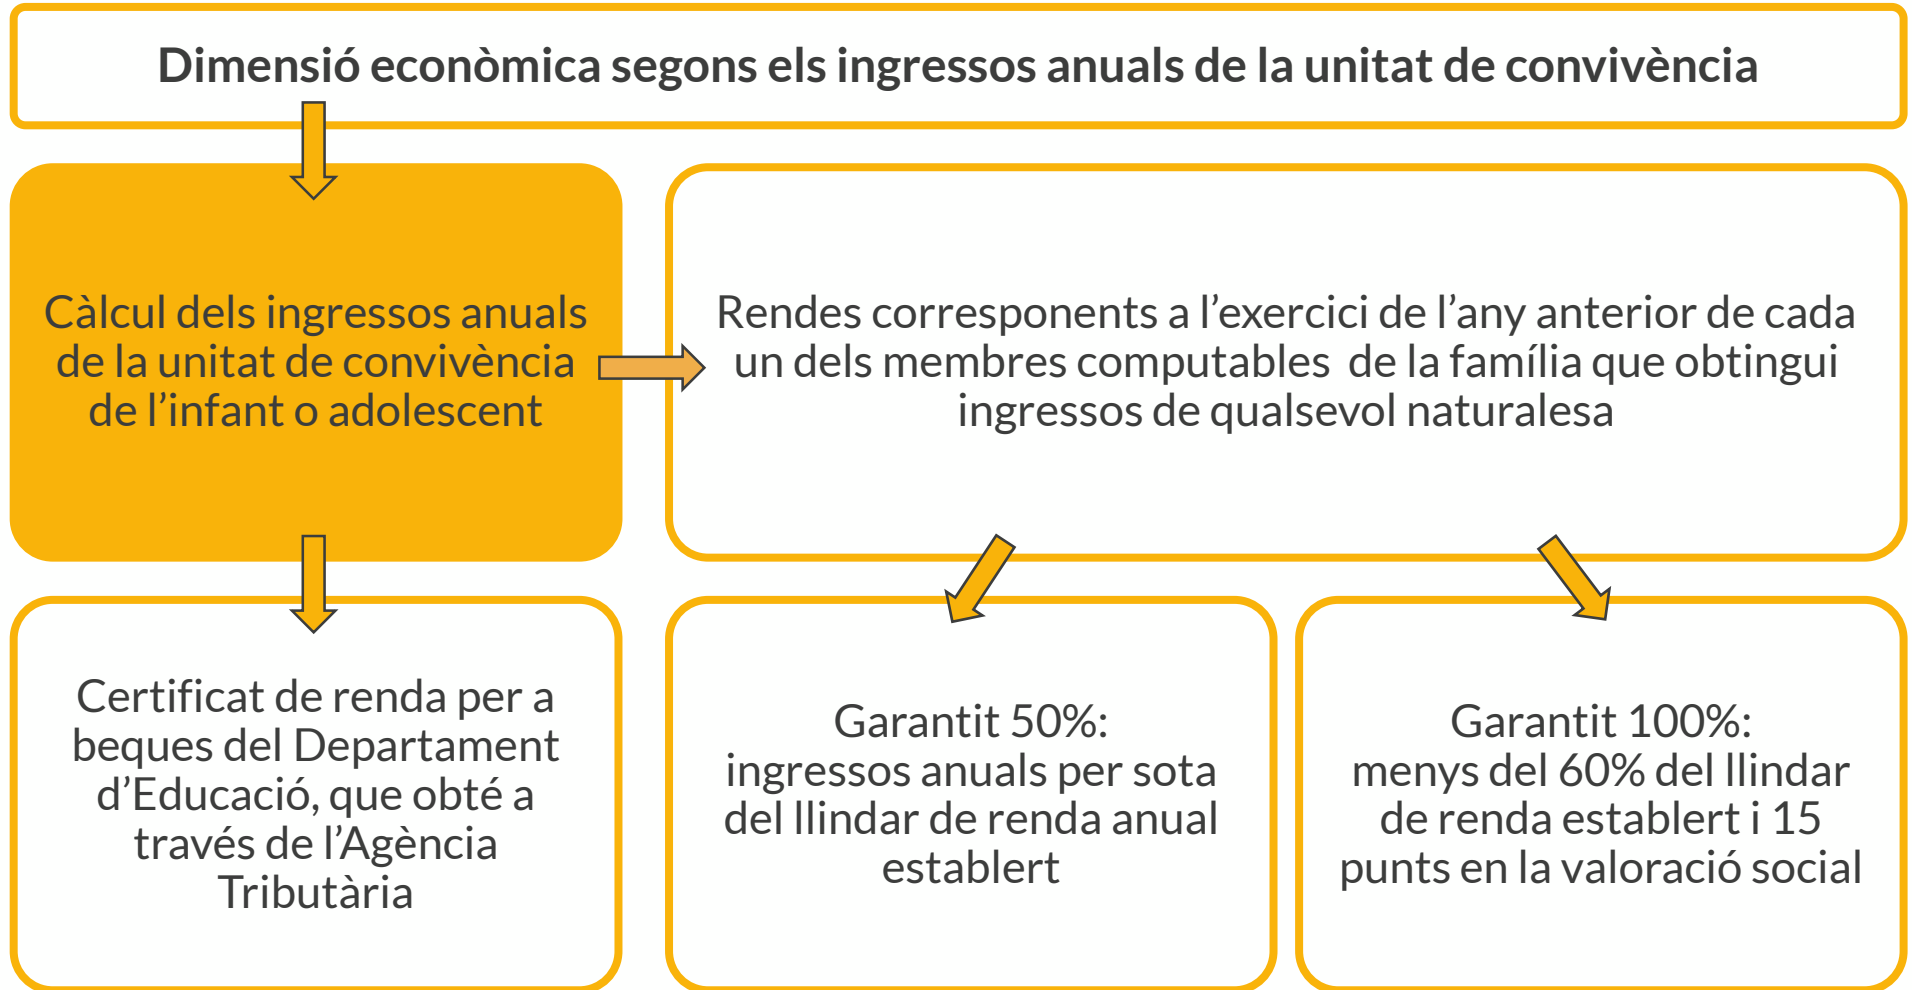 Dimensió econòmica segons els ingressos anuals de la unitat de convivència
Càlcul dels ingressos anuals
de la unitat de convivència
de l’infant o adolescent
Rendes corresponents a l’exercici de l’any anterior de cada
un dels membres computables de la família que obtingui
ingressos de qualsevol naturalesa
Certificat de renda per a
beques del Departament
d’Educació, que obté a
través de l’Agència
Tributària
Garantit 50%:
ingressos anuals per sota
del llindar de renda anual
establert
Garantit 100%:
menys del 60% del llindar
de renda establert i 15
punts en la valoració social